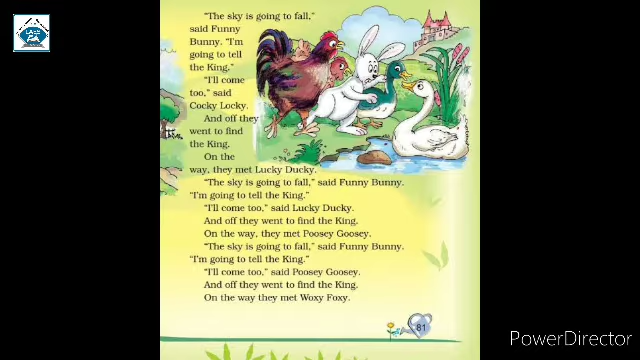 "The sky is going to fall,"
said Funny
Bunny. "I'm
going to tell
the King."
"I'll come
too," said
Cocky Locky.
And off they
went to find
the King.
On the
way, they met Lucky Ducky.
"The sky is going to fall," said Funny Bunny.
"I'm going to tell the King."
"I'll come too," said Lucky Ducky.
And off they went to find the King.
On the way, they met Poosey Goosey.
"The sky is going to fall," said Funny Bunny.
"I'm going to tell the King."
"I'll come too," said Poosey Goosey.
And off they went to find the King.
On the way they met Woxy Foxy.
81
PowerDirector